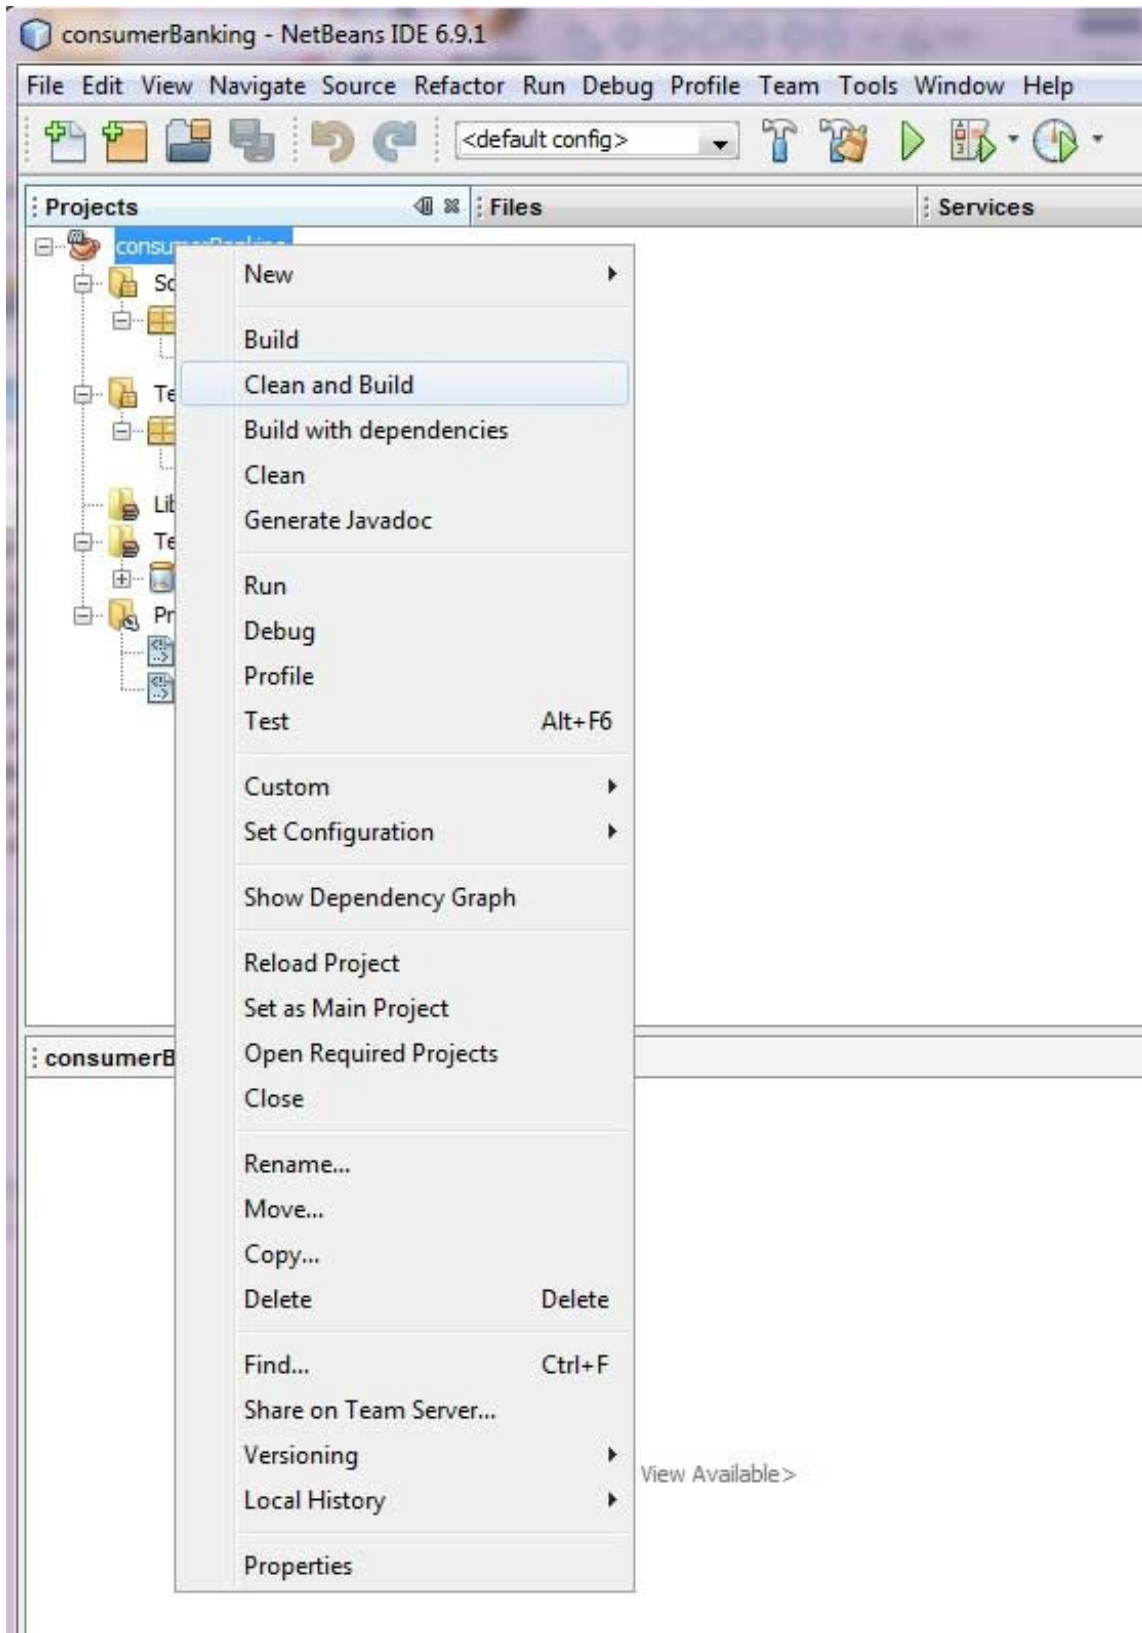 consumerBanking - NetBeans IDE 6.9.1
File Edit View Navigate Source Refactor Run Debug Profile Team Tools Window Help
<default config>
Projects Files Services
New
Build
Clean and Build
Build with dependencies
Clean
Generate Javadoc
Run
Debug
Profile
Test Alt+F6
Custom
Set Configuration
Show Dependency Graph
Reload Project
Set as Main Project
Open Required Projects
Close
Rename...
Move...
Copy...
Delete Delete
Find... Ctrl+F
Share on Team Server...
Versioning
View Available>
Local History
Properties